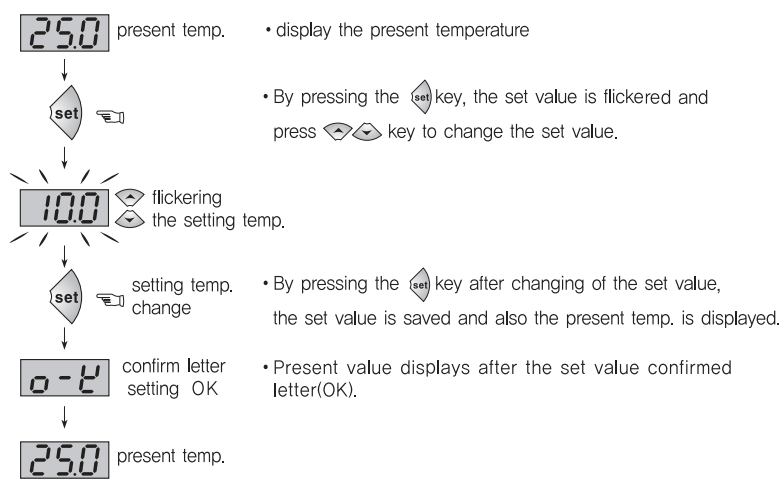 25.0 present temp. • display the present temperature
set • By pressing the set key, the set value is flickered and
press key to change the set value.
10.0 flickering
the setting temp.
set setting temp. • By pressing the set key after changing of the set value,
change the set value is saved and also the present temp. is displayed.
o-k confirm letter • Present value displays after the set value confirmed
setting OK letter(OK).
25.0 present temp.